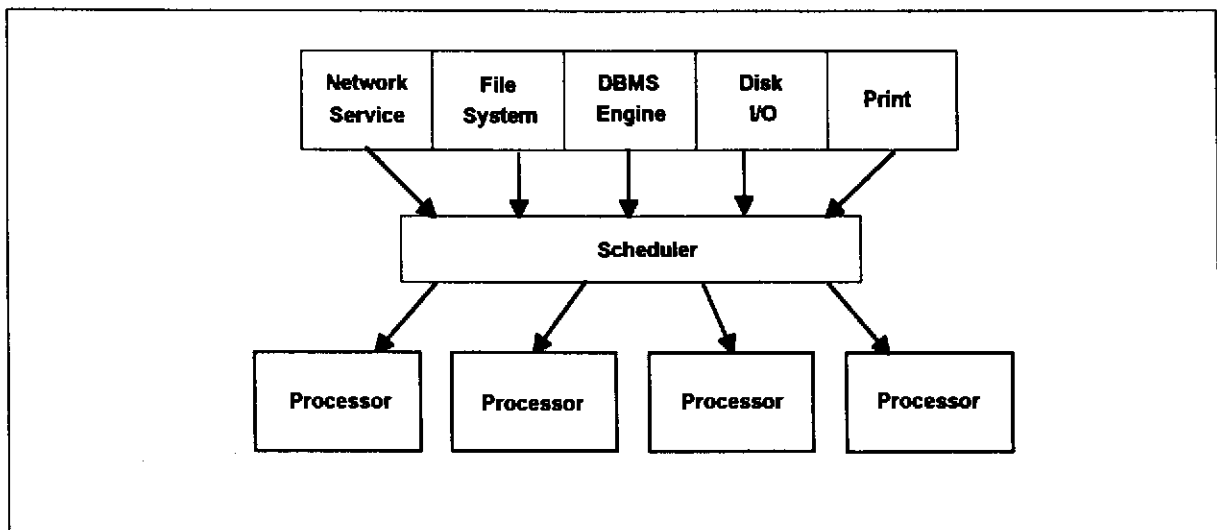 Network
Service
File
System
DBMS
Engine
Disk
I/O
Print
Scheduler
Processor
Processor
Processor
Processor